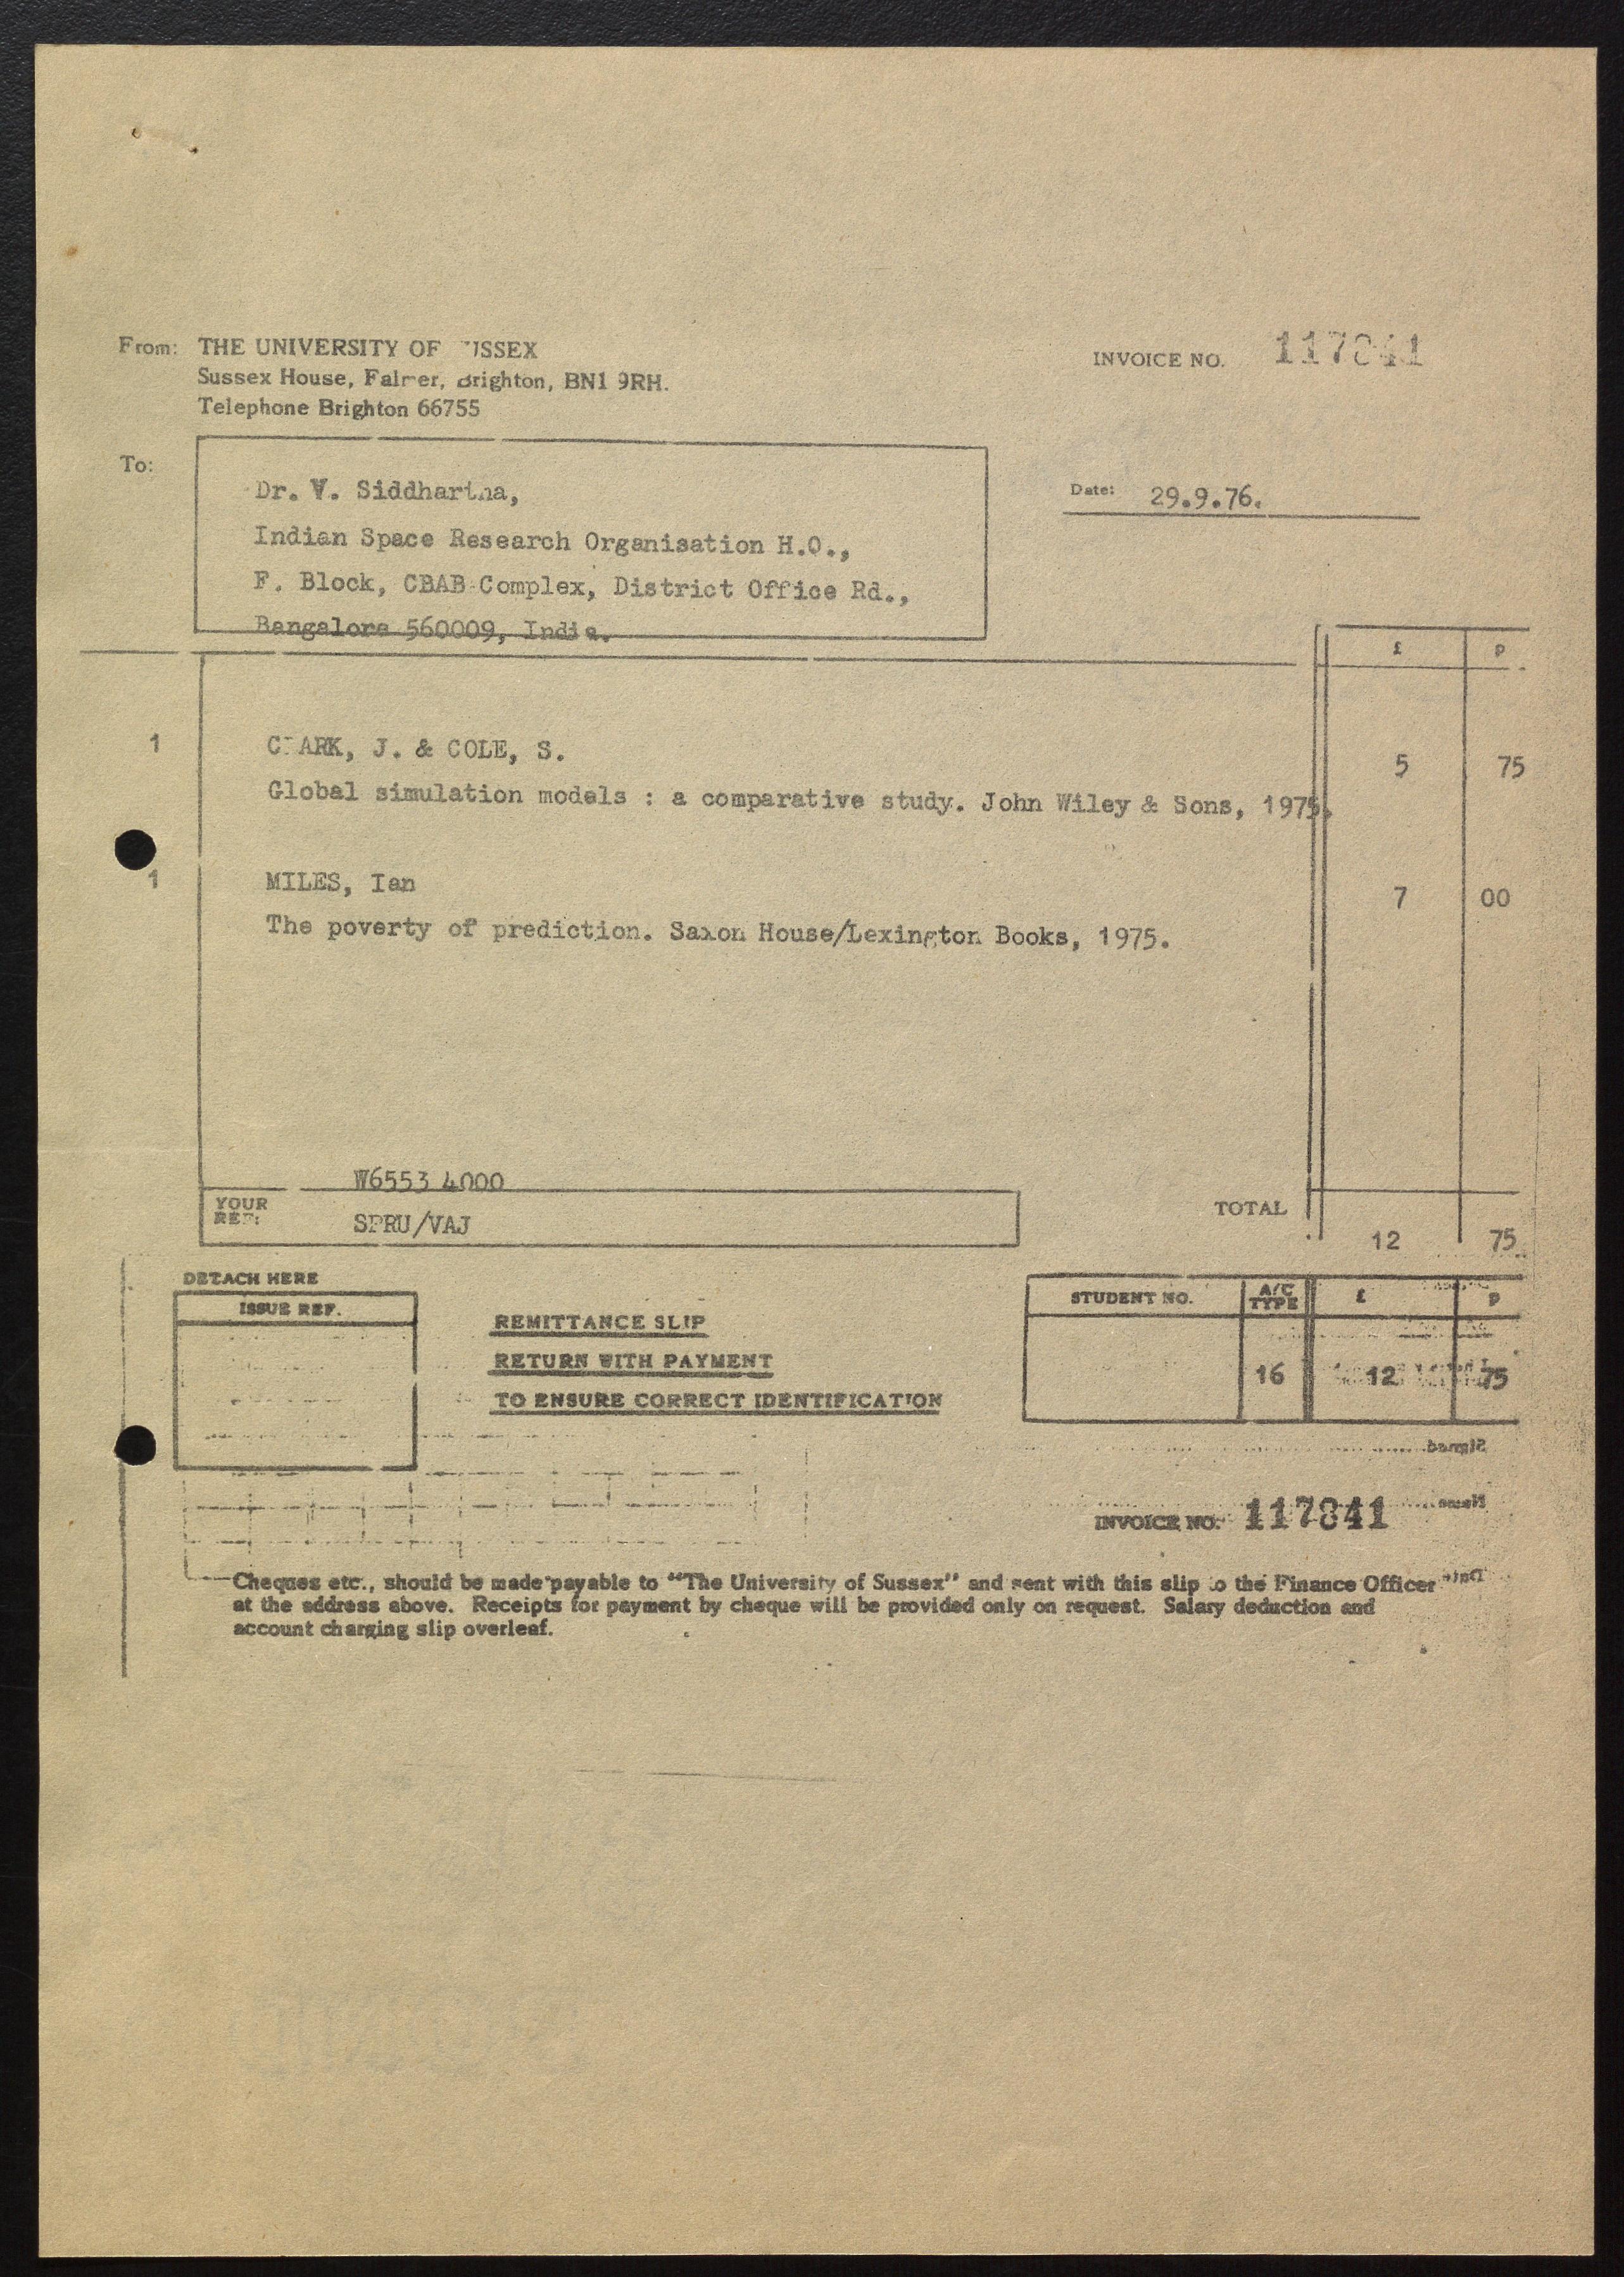 From: THE UNIVERSITY OF USSEX
Sussex House, Falmer, Brighton, BN1 9RH.
Telephone Brighton 66755
INVOICE NO. 117841
To:
Dr. V. Siddhartha,
Indian Space Research Organisation H.O.,
F. Block, CBAB Complex, District Office Rd.,
Bangalore 560009, India.
Date: 29.9.76.
£ p
1 CLARK, J. & COLE, S. 5 75
Global simulation models : a comparative study. John Wiley & Sons, 1975.
1 MILES, Ian 7 00
The poverty of prediction. Saxon House/Lexington Books, 1975.
W6553 4000
YOUR REF: SPRU/VAJ
TOTAL 12 75
DETACH HERE
ISSUE REF.
REMITTANCE SLIP
RETURN WITH PAYMENT
TO ENSURE CORRECT IDENTIFICATION
STUDENT NO. A/C TYPE £ p
16 12 75
Signed
Name
INVOICE NO. 117841
Date
Cheques etc., should be made payable to "The University of Sussex" and sent with this slip to the Finance Officer
at the address above. Receipts for payment by cheque will be provided only on request. Salary deduction and
account charging slip overleaf.